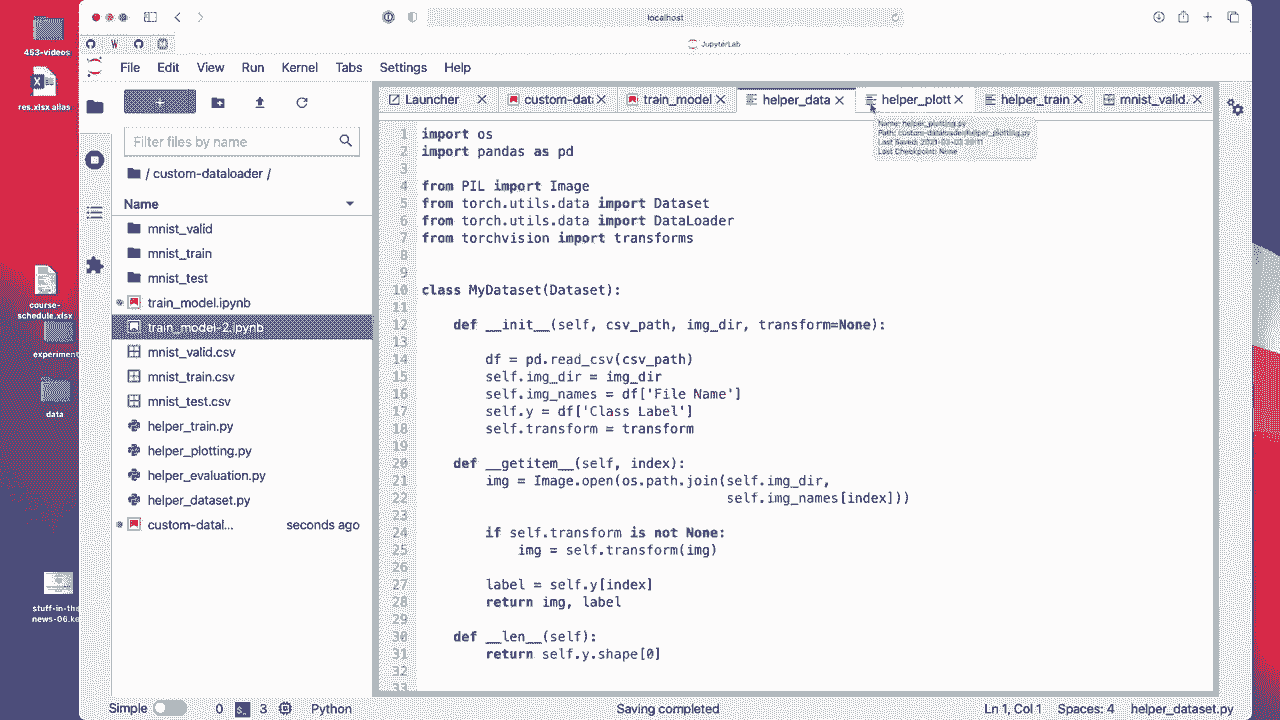 453-videos
res.xlsx alias
course-
schedule.xlsx
experiment
data
stuff-in-the
news-06.ke
localhost
JupyterLab
File Edit View Run Kernel Tabs Settings Help
Filter files by name
/ custom-dataloader /
Name
mnist_valid
mnist_train
mnist_test
train_model.ipynb
train_model-2.ipynb
mnist_valid.csv
mnist_train.csv
mnist_test.csv
helper_train.py
helper_plotting.py
helper_evaluation.py
helper_dataset.py
custom-datal... seconds ago
Launcher custom-dat train_model helper_data helper_plott helper_train mnist_valid.
Name: helper_plotting.py
Path: custom-dataloader/helper_plotting.py
Last Saved: 2021-03-03
Last Checkpoint: None
1 import os
2 import pandas as pd
3
4 from PIL import Image
5 from torch.utils.data import Dataset
6 from torch.utils.data import DataLoader
7 from torchvision import transforms
8
9
10 class MyDataset(Dataset):
11
12 def __init__(self, csv_path, img_dir, transform=None):
13
14 df = pd.read_csv(csv_path)
15 self.img_dir = img_dir
16 self.img_names = df['File Name']
17 self.y = df['Class Label']
18 self.transform = transform
19
20 def __getitem__(self, index):
21 img = Image.open(os.path.join(self.img_dir,
22 self.img_names[index]))
23
24 if self.transform is not None:
25 img = self.transform(img)
26
27 label = self.y[index]
28 return img, label
29
30 def __len__(self):
31 return self.y.shape[0]
32
33
Simple 0 3 Python Saving completed Ln 1, Col 1 Spaces: 4 helper_dataset.py